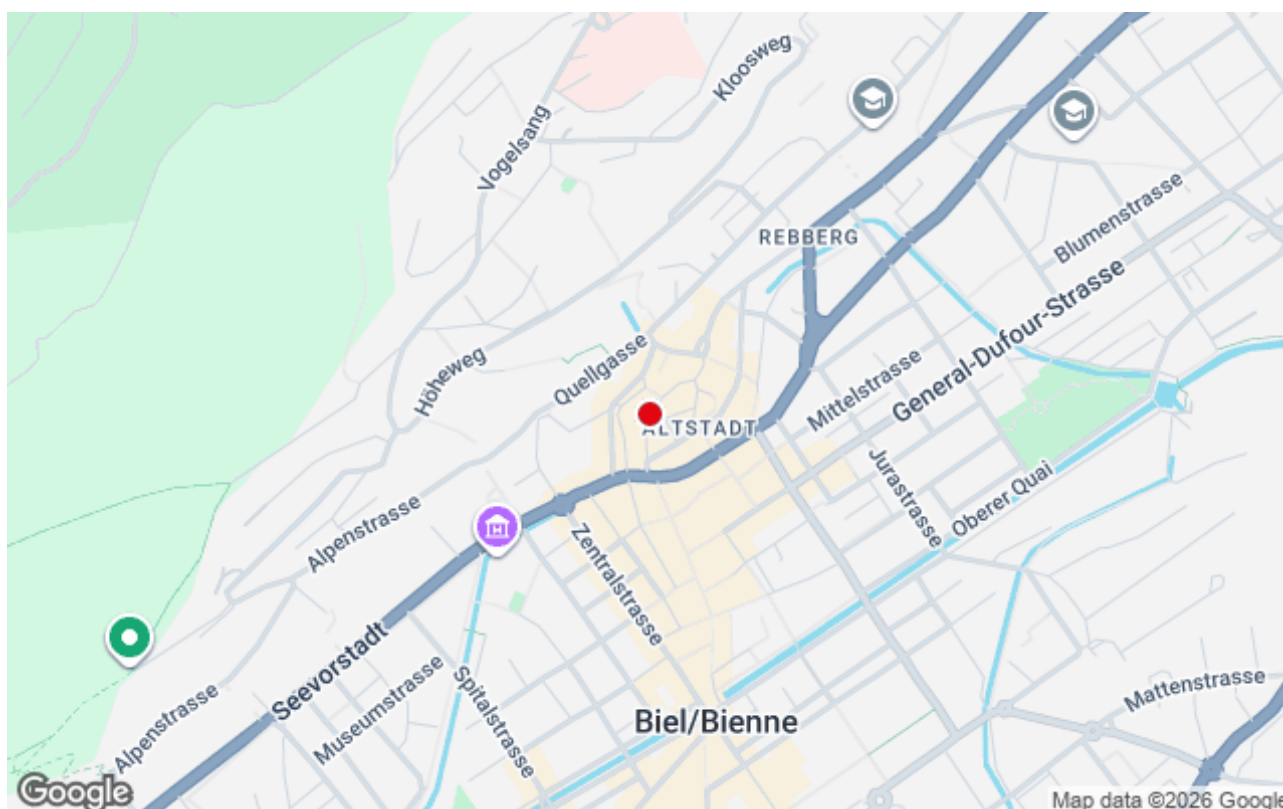 Kloosweg
Vogelsang
REBBERG
Blumenstrasse
General-Dufour-Strasse
Höheweg
Quellgasse
Mittelstrasse
ALTSTADT
Jurastrasse
Oberer Quai
Alpenstrasse
Zentralstrasse
Seevorstadt
Museumstrasse
Spitalstrasse
Alpenstrasse
Mattenstrasse
Biel/Bienne
H
Google
Map data ©2026 Google